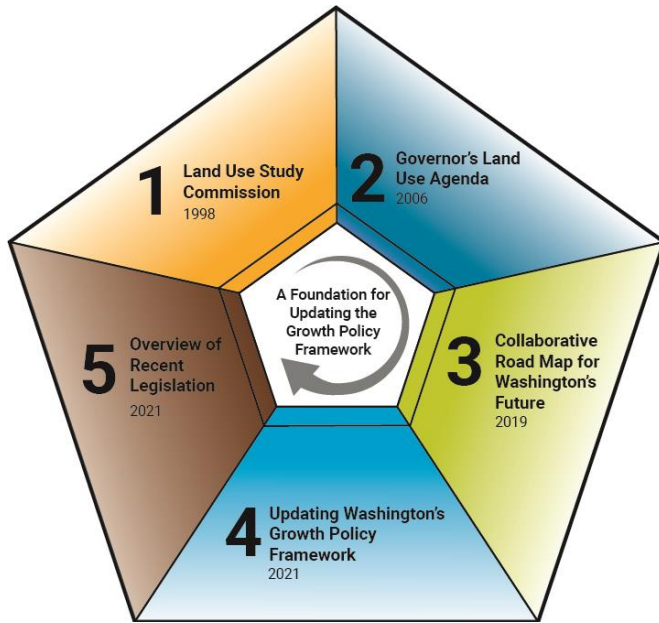 1
Land Use Study
Commission
1998
2
Governor's Land
Use Agenda
2006
3
Collaborative
Road Map for
Washington's
Future
2019
4
Updating Washington's
Growth Policy
Framework
2021
5
Overview of
Recent
Legislation
2021
A Foundation for
Updating the
Growth Policy
Framework